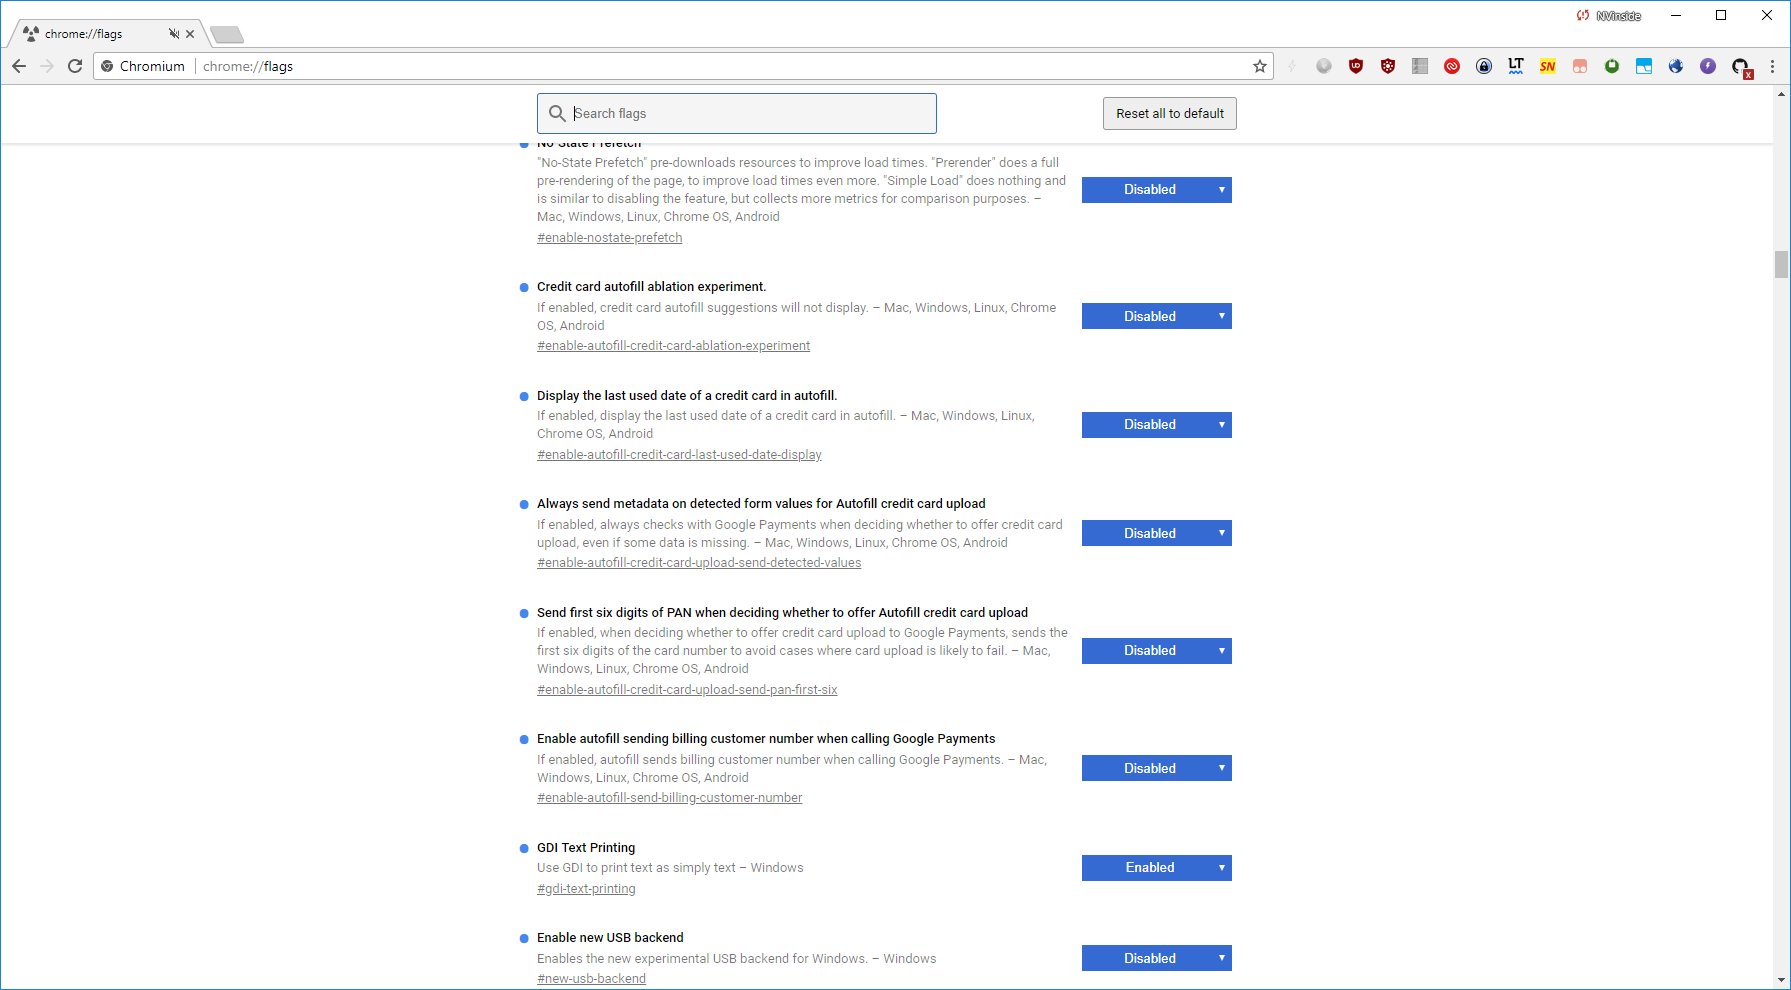 NVinside
chrome://flags
Chromium chrome://flags
Search flags
Reset all to default
No-State Prefetch
"No-State Prefetch" pre-downloads resources to improve load times. "Prerender" does a full
pre-rendering of the page, to improve load times even more. "Simple Load" does nothing and
is similar to disabling the feature, but collects more metrics for comparison purposes. –
Mac, Windows, Linux, Chrome OS, Android
#enable-nostate-prefetch
Disabled
Credit card autofill ablation experiment.
If enabled, credit card autofill suggestions will not display. – Mac, Windows, Linux, Chrome
OS, Android
#enable-autofill-credit-card-ablation-experiment
Disabled
Display the last used date of a credit card in autofill.
If enabled, display the last used date of a credit card in autofill. – Mac, Windows, Linux,
Chrome OS, Android
#enable-autofill-credit-card-last-used-date-display
Disabled
Always send metadata on detected form values for Autofill credit card upload
If enabled, always checks with Google Payments when deciding whether to offer credit card
upload, even if some data is missing. – Mac, Windows, Linux, Chrome OS, Android
#enable-autofill-credit-card-upload-send-detected-values
Disabled
Send first six digits of PAN when deciding whether to offer Autofill credit card upload
If enabled, when deciding whether to offer credit card upload to Google Payments, sends the
first six digits of the card number to avoid cases where card upload is likely to fail. – Mac,
Windows, Linux, Chrome OS, Android
#enable-autofill-credit-card-upload-send-pan-first-six
Disabled
Enable autofill sending billing customer number when calling Google Payments
If enabled, autofill sends billing customer number when calling Google Payments. – Mac,
Windows, Linux, Chrome OS, Android
#enable-autofill-send-billing-customer-number
Disabled
GDI Text Printing
Use GDI to print text as simply text – Windows
#gdi-text-printing
Enabled
Enable new USB backend
Enables the new experimental USB backend for Windows. – Windows
#new-usb-backend
Disabled